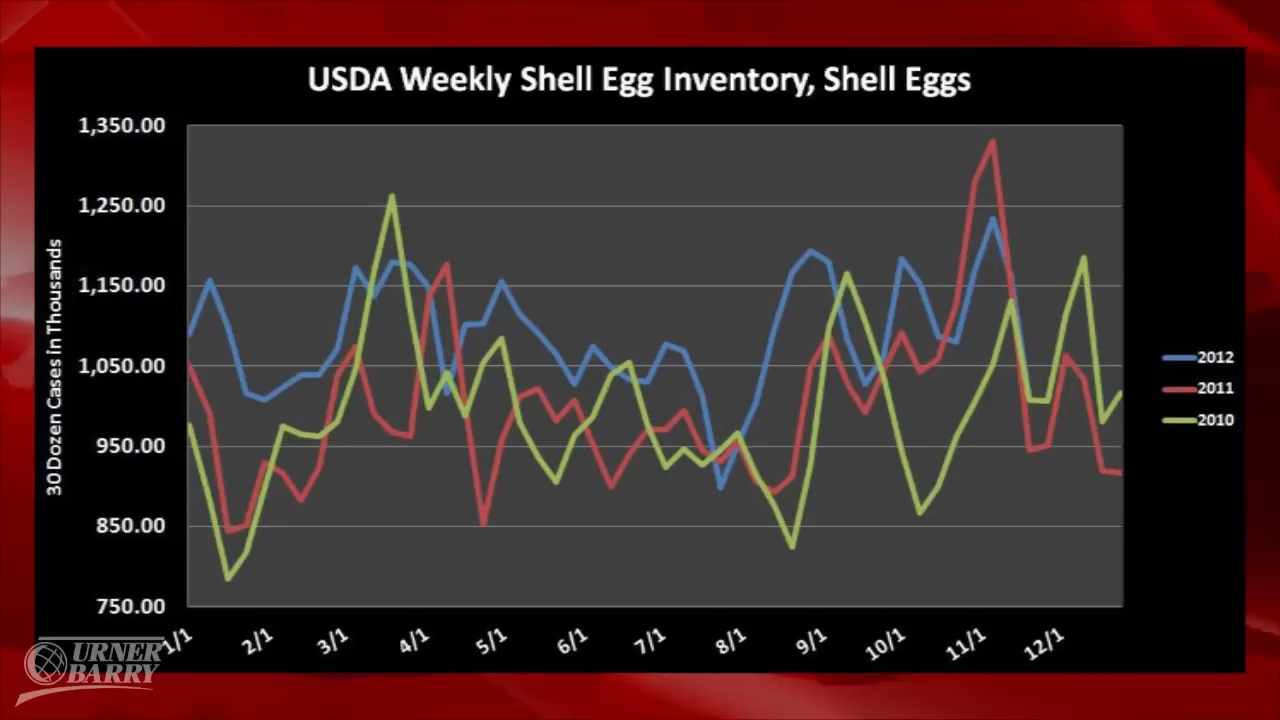 USDA Weekly Shell Egg Inventory, Shell Eggs
30 Dozen Cases in Thousands
1,350.00
1,250.00
1,150.00
1,050.00
950.00
850.00
750.00
1/1 2/1 3/1 4/1 5/1 6/1 7/1 8/1 9/1 10/1 11/1 12/1
2012
2011
2010
URNER
BARRY